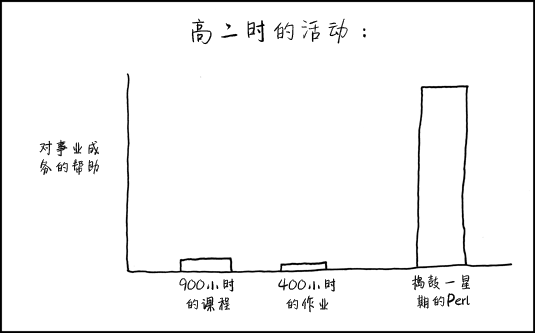 高二时的活动：
对事业成
务的帮助
900小时
的课程
400小时
的作业
捣鼓一星
期的Perl